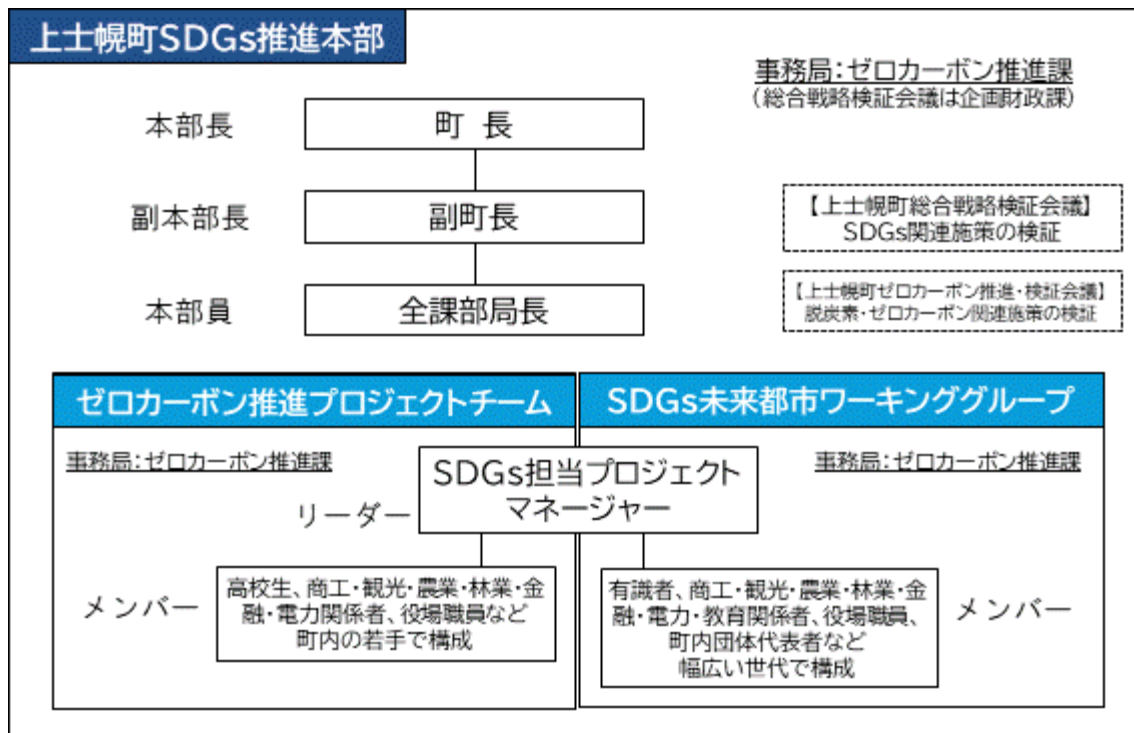 上士幌町SDGs推進本部
事務局：ゼロカーボン推進課
（総合戦略検証会議は企画財政課）
本部長
町 長
副本部長
副町長
本部員
全課部局長
【上士幌町総合戦略検証会議】
SDGs関連施策の検証
【上士幌町ゼロカーボン推進・検証会議】
脱炭素・ゼロカーボン関連施策の検証
ゼロカーボン推進プロジェクトチーム
SDGs未来都市ワーキンググループ
事務局：ゼロカーボン推進課
事務局：ゼロカーボン推進課
リーダー
SDGs担当プロジェクト
マネージャー
メンバー
高校生、商工・観光・農業・林業・金
融・電力関係者、役場職員など
町内の若手で構成
有識者、商工・観光・農業・林業・金
融・電力・教育関係者、役場職員、
町内団体代表者など
幅広い世代で構成
メンバー